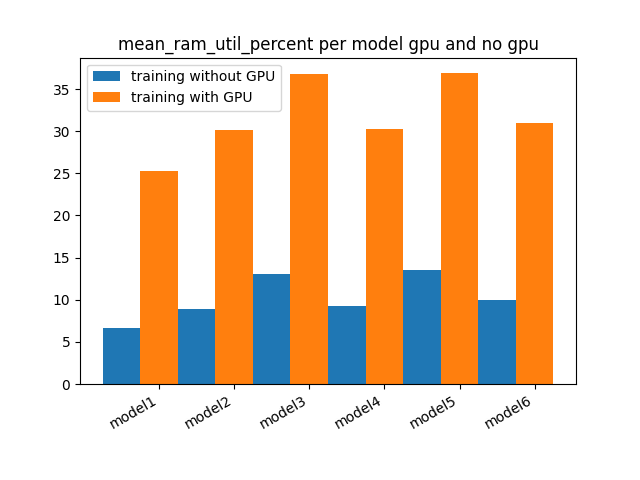 mean_ram_util_percent per model gpu and no gpu
training without GPU
training with GPU
35
30
25
20
15
10
5
0
model1
model2
model3
model4
model5
model6